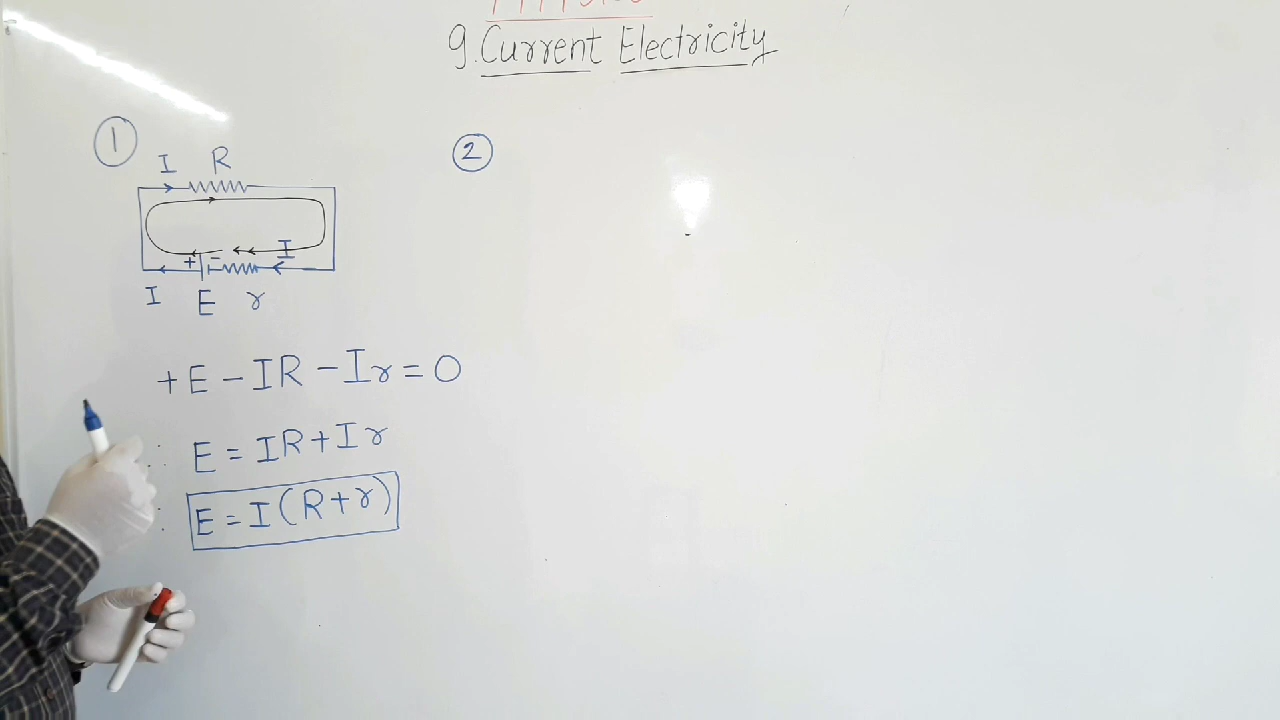 9. Current Electricity
1
I R
+ - I
I E r
+E - IR - Ir = 0
∴ E = IR + Ir
∴ E = I(R + r)
2